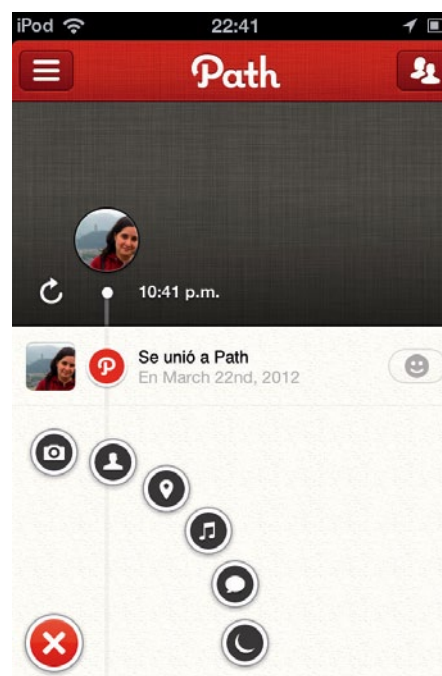 iPod 22:41
Path
10:41 p.m.
Se unió a Path
En March 22nd, 2012